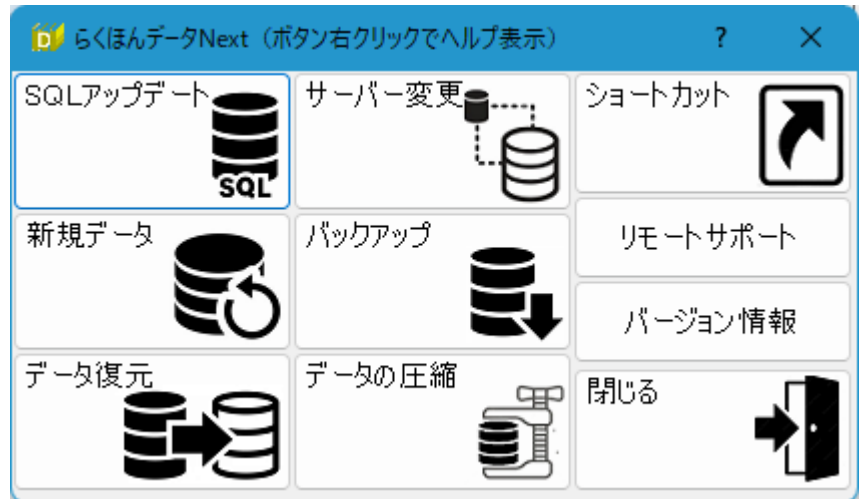 らくほんデータNext（ボタン右クリックでヘルプ表示）
SQLアップデート
SQL
サーバー変更
ショートカット
新規データ
バックアップ
リモートサポート
バージョン情報
データ復元
データの圧縮
閉じる